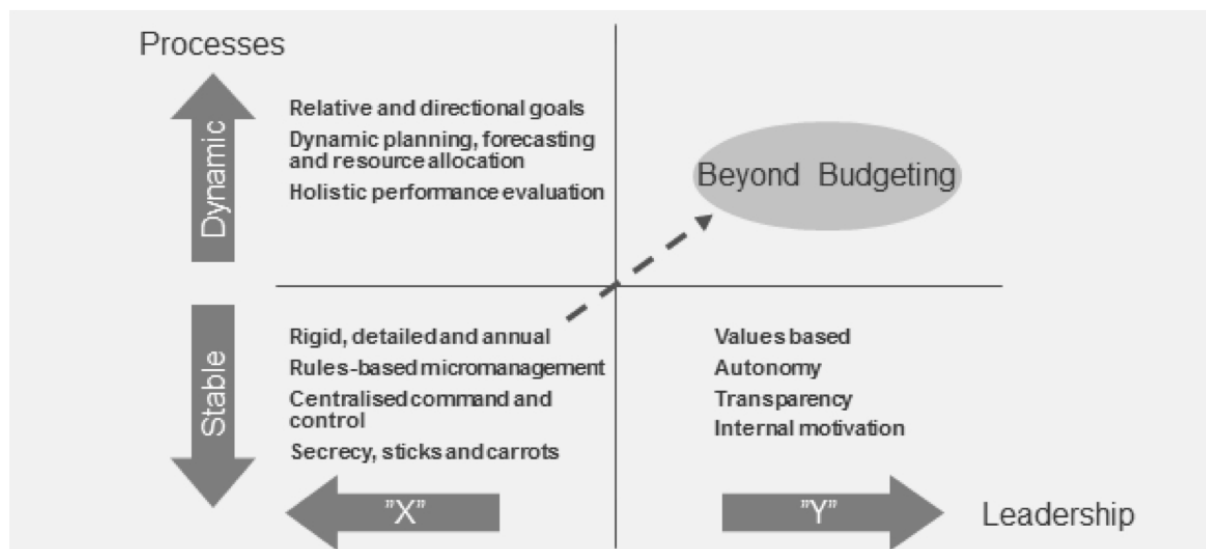 Processes
Dynamic
Relative and directional goals
Dynamic planning, forecasting
and resource allocation
Holistic performance evaluation
Beyond Budgeting
Stable
Rigid, detailed and annual
Rules-based micromanagement
Centralised command and
control
Secrecy, sticks and carrots
Values based
Autonomy
Transparency
Internal motivation
”X”
”Y”
Leadership